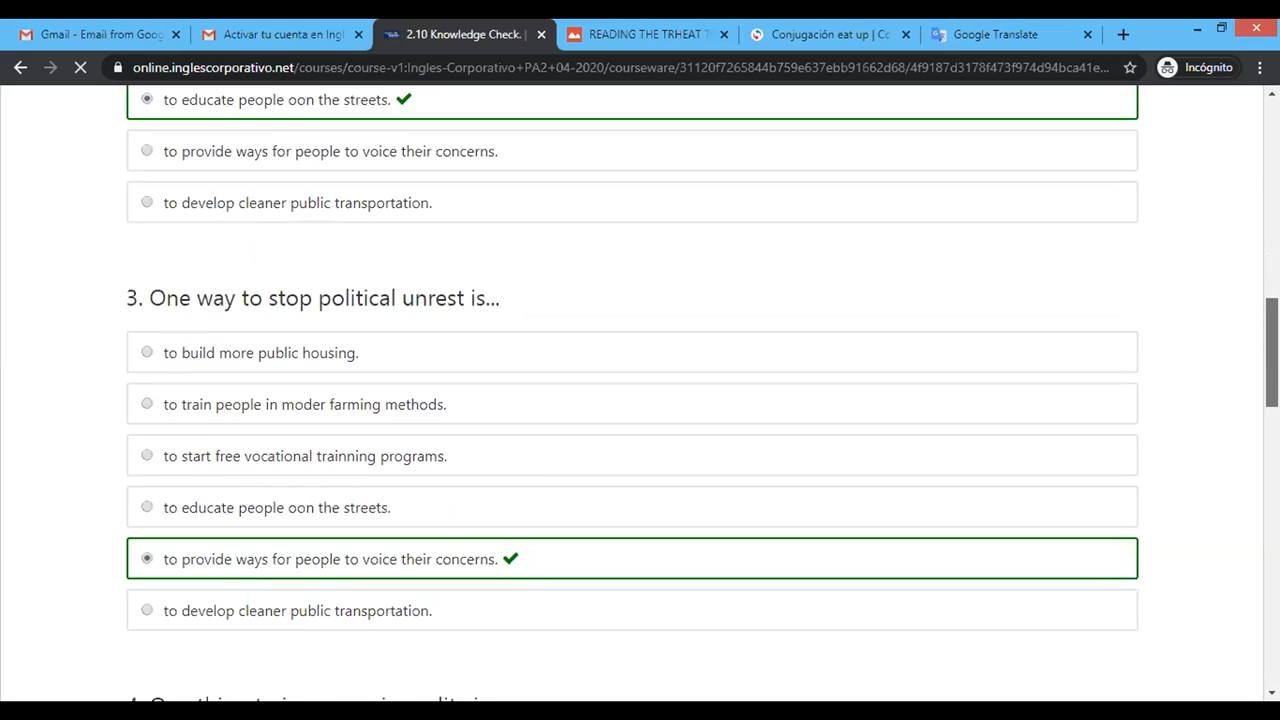 Gmail - Email from Goog
Activar tu cuenta en Ingl
2.10 Knowledge Check.
READING THE TRHEAT T
Conjugación eat up | Co
Google Translate
online.inglescorporativo.net/courses/course-v1:Ingles-Corporativo+PA2+04-2020/courseware/31120f7265844b759e637ebb91662d68/4f9187d3178f473f974d94bca41e...
Incógnito
to educate people oon the streets.
to provide ways for people to voice their concerns.
to develop cleaner public transportation.
3. One way to stop political unrest is...
to build more public housing.
to train people in moder farming methods.
to start free vocational trainning programs.
to educate people oon the streets.
to provide ways for people to voice their concerns.
to develop cleaner public transportation.